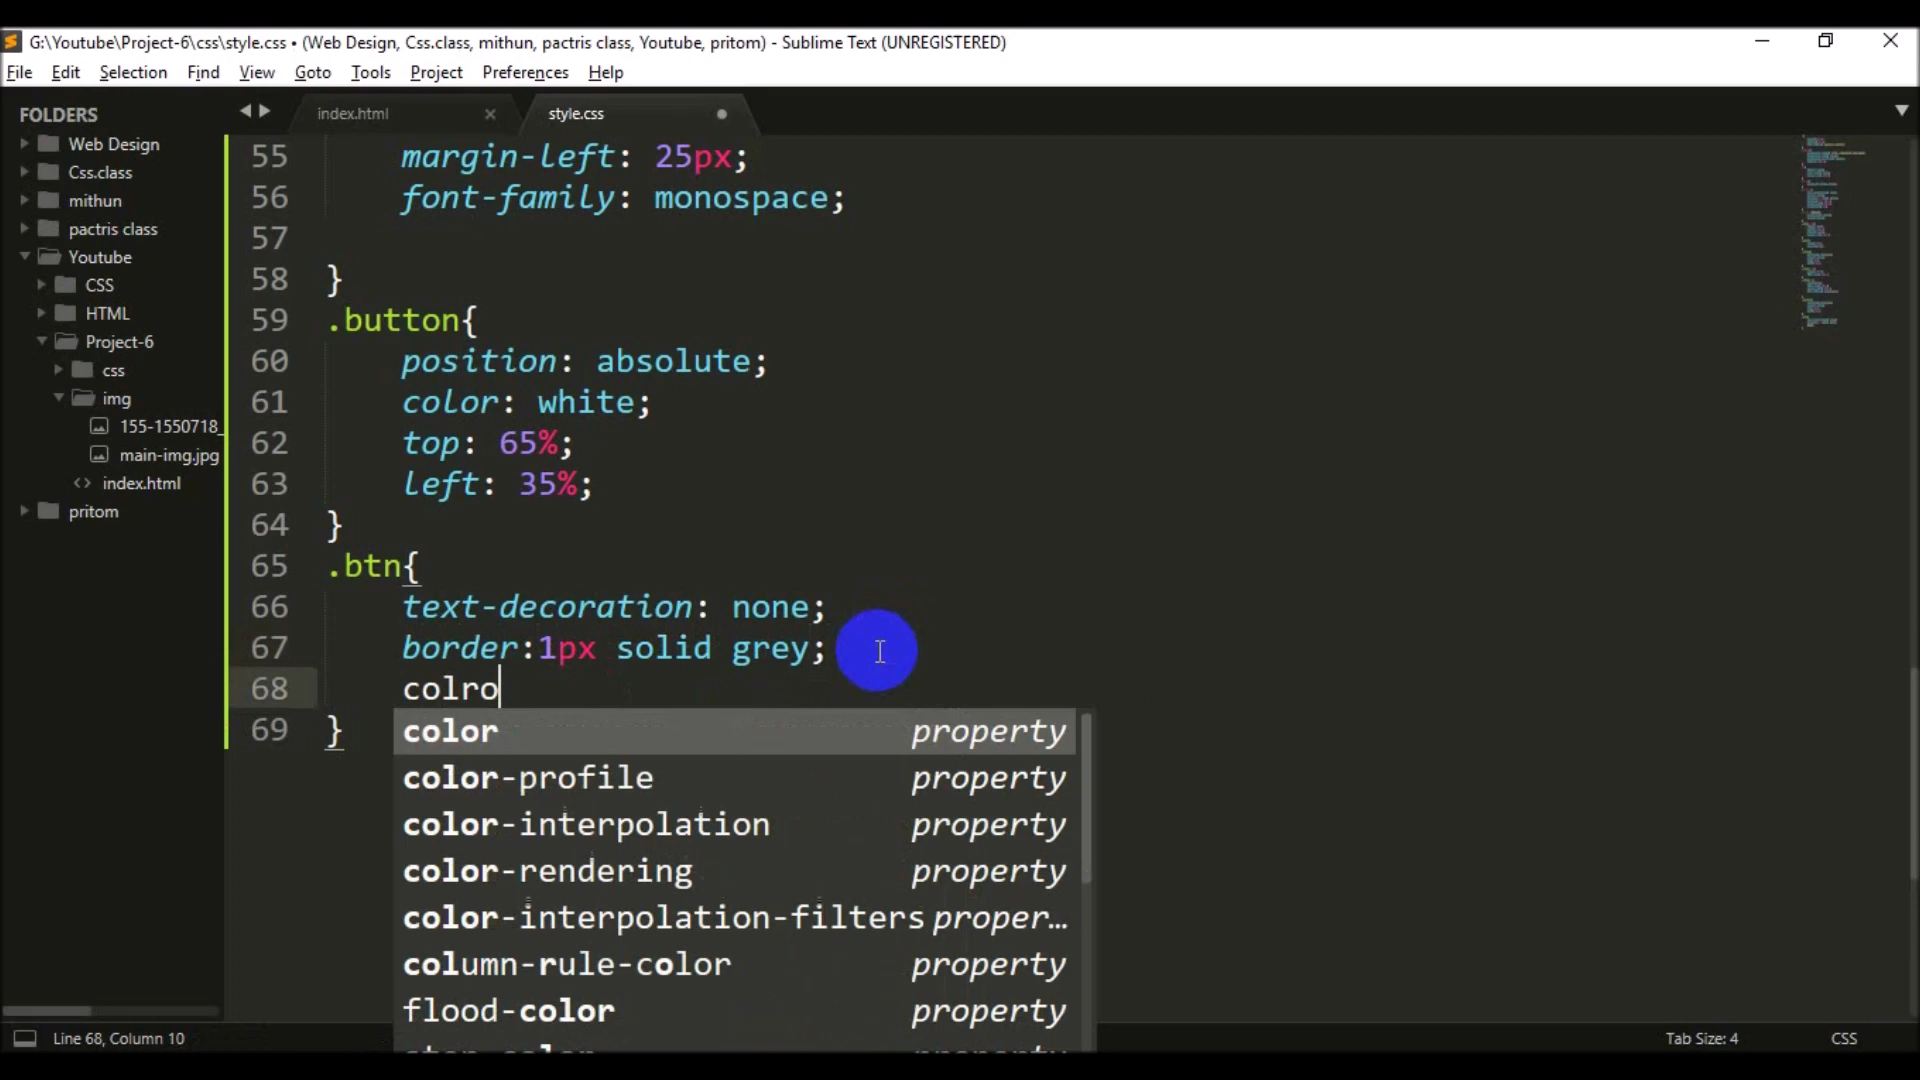 G:\Youtube\Project-6\css\style.css • (Web Design, Css.class, mithun, pactris class, Youtube, pritom) - Sublime Text (UNREGISTERED)
File Edit Selection Find View Goto Tools Project Preferences Help
FOLDERS
Web Design
Css.class
mithun
pactris class
Youtube
CSS
HTML
Project-6
css
img
155-1550718_
main-img.jpg
index.html
pritom
index.html style.css
55 margin-left: 25px;
56 font-family: monospace;
57
58 }
59 .button{
60 position: absolute;
61 color: white;
62 top: 65%;
63 left: 35%;
64 }
65 .btn{
66 text-decoration: none;
67 border:1px solid grey;
68 colro
69 }
color property
color-profile property
color-interpolation property
color-rendering property
color-interpolation-filters proper…
column-rule-color property
flood-color property
Line 68, Column 10 Tab Size: 4 CSS